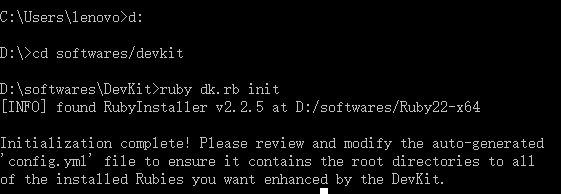 C:\Users\lenovo>d:
D:\>cd softwares/devkit
D:\softwares\DevKit>ruby dk.rb init
[INFO] found RubyInstaller v2.2.5 at D:/softwares/Ruby22-x64
Initialization complete! Please review and modify the auto-generated
'config.yml' file to ensure it contains the root directories to all
of the installed Rubies you want enhanced by the DevKit.